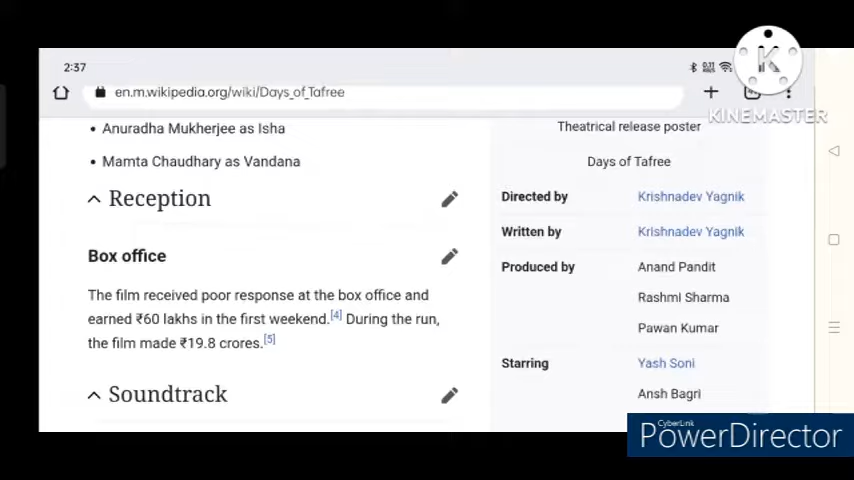 2:37
en.m.wikipedia.org/wiki/Days_of_Tafree
KINEMASTER
• Anuradha Mukherjee as Isha
• Mamta Chaudhary as Vandana
Reception
Box office
The film received poor response at the box office and
earned ₹60 lakhs in the first weekend.[4] During the run,
the film made ₹19.8 crores.[5]
Soundtrack
Theatrical release poster
Days of Tafree
Directed by Krishnadev Yagnik
Written by Krishnadev Yagnik
Produced by Anand Pandit
Rashmi Sharma
Pawan Kumar
Starring Yash Soni
Ansh Bagri
CyberLink
PowerDirector